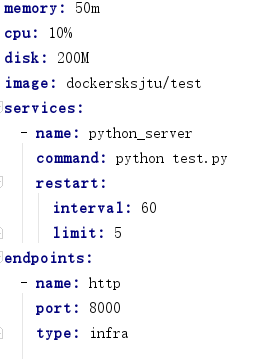 memory: 50m
cpu: 10%
disk: 200M
image: dockersksjtu/test
services:
  - name: python_server
    command: python test.py
    restart:
      interval: 60
      limit: 5
endpoints:
  - name: http
    port: 8000
    type: infra